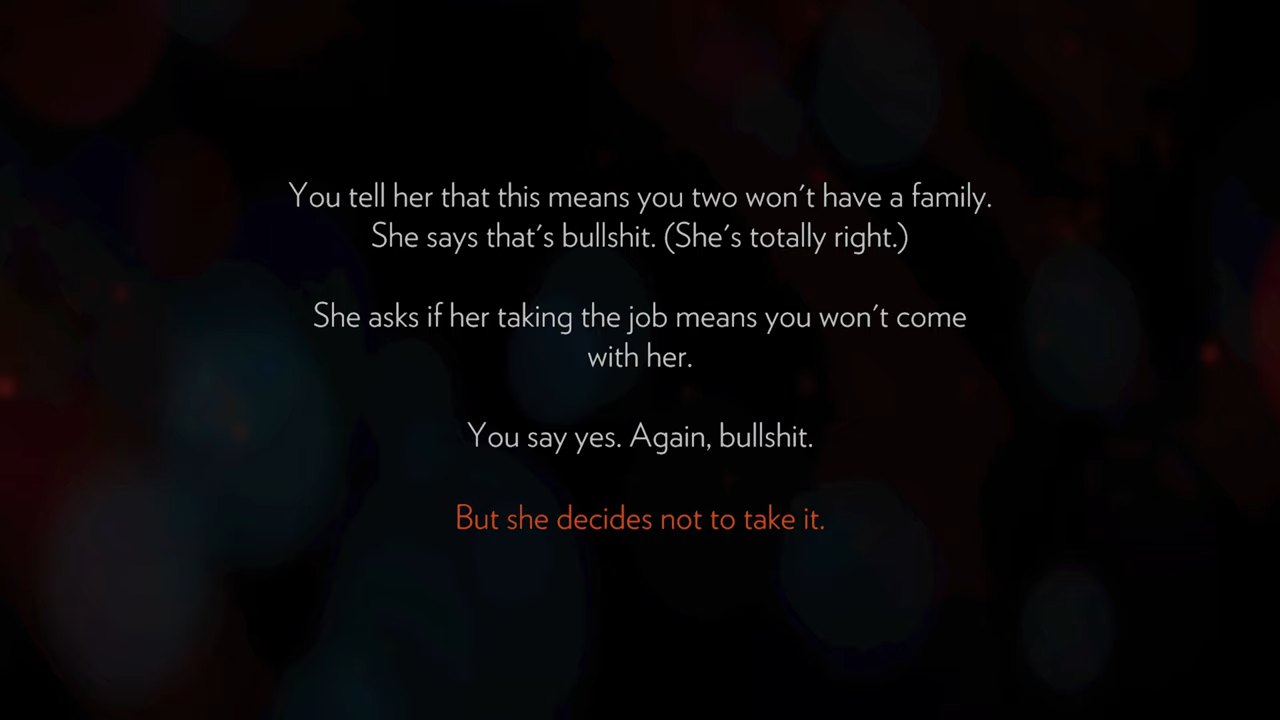 You tell her that this means you two won't have a family.
She says that's bullshit. (She's totally right.)
She asks if her taking the job means you won't come
with her.
You say yes. Again, bullshit.
But she decides not to take it.